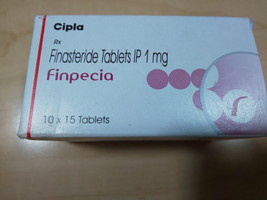 Cipla
Rx
Finasteride Tablets IP 1 mg
Finpecia
10 x 15 Tablets